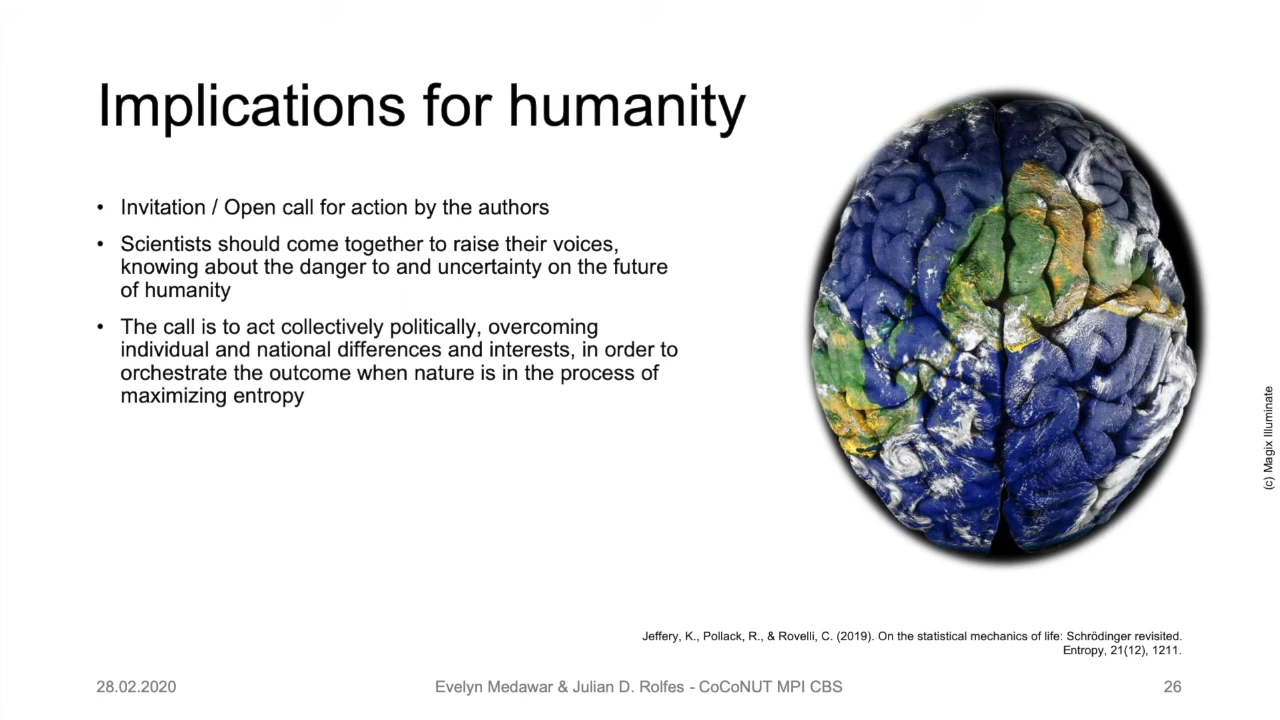 Implications for humanity
• Invitation / Open call for action by the authors
• Scientists should come together to raise their voices,
knowing about the danger to and uncertainty on the future
of humanity
• The call is to act collectively politically, overcoming
individual and national differences and interests, in order to
orchestrate the outcome when nature is in the process of
maximizing entropy
(c) Magix Illuminate
Jeffery, K., Pollack, R., & Rovelli, C. (2019). On the statistical mechanics of life: Schrödinger revisited.
Entropy, 21(12), 1211.
28.02.2020
Evelyn Medawar & Julian D. Rolfes - CoCoNUT MPI CBS
26